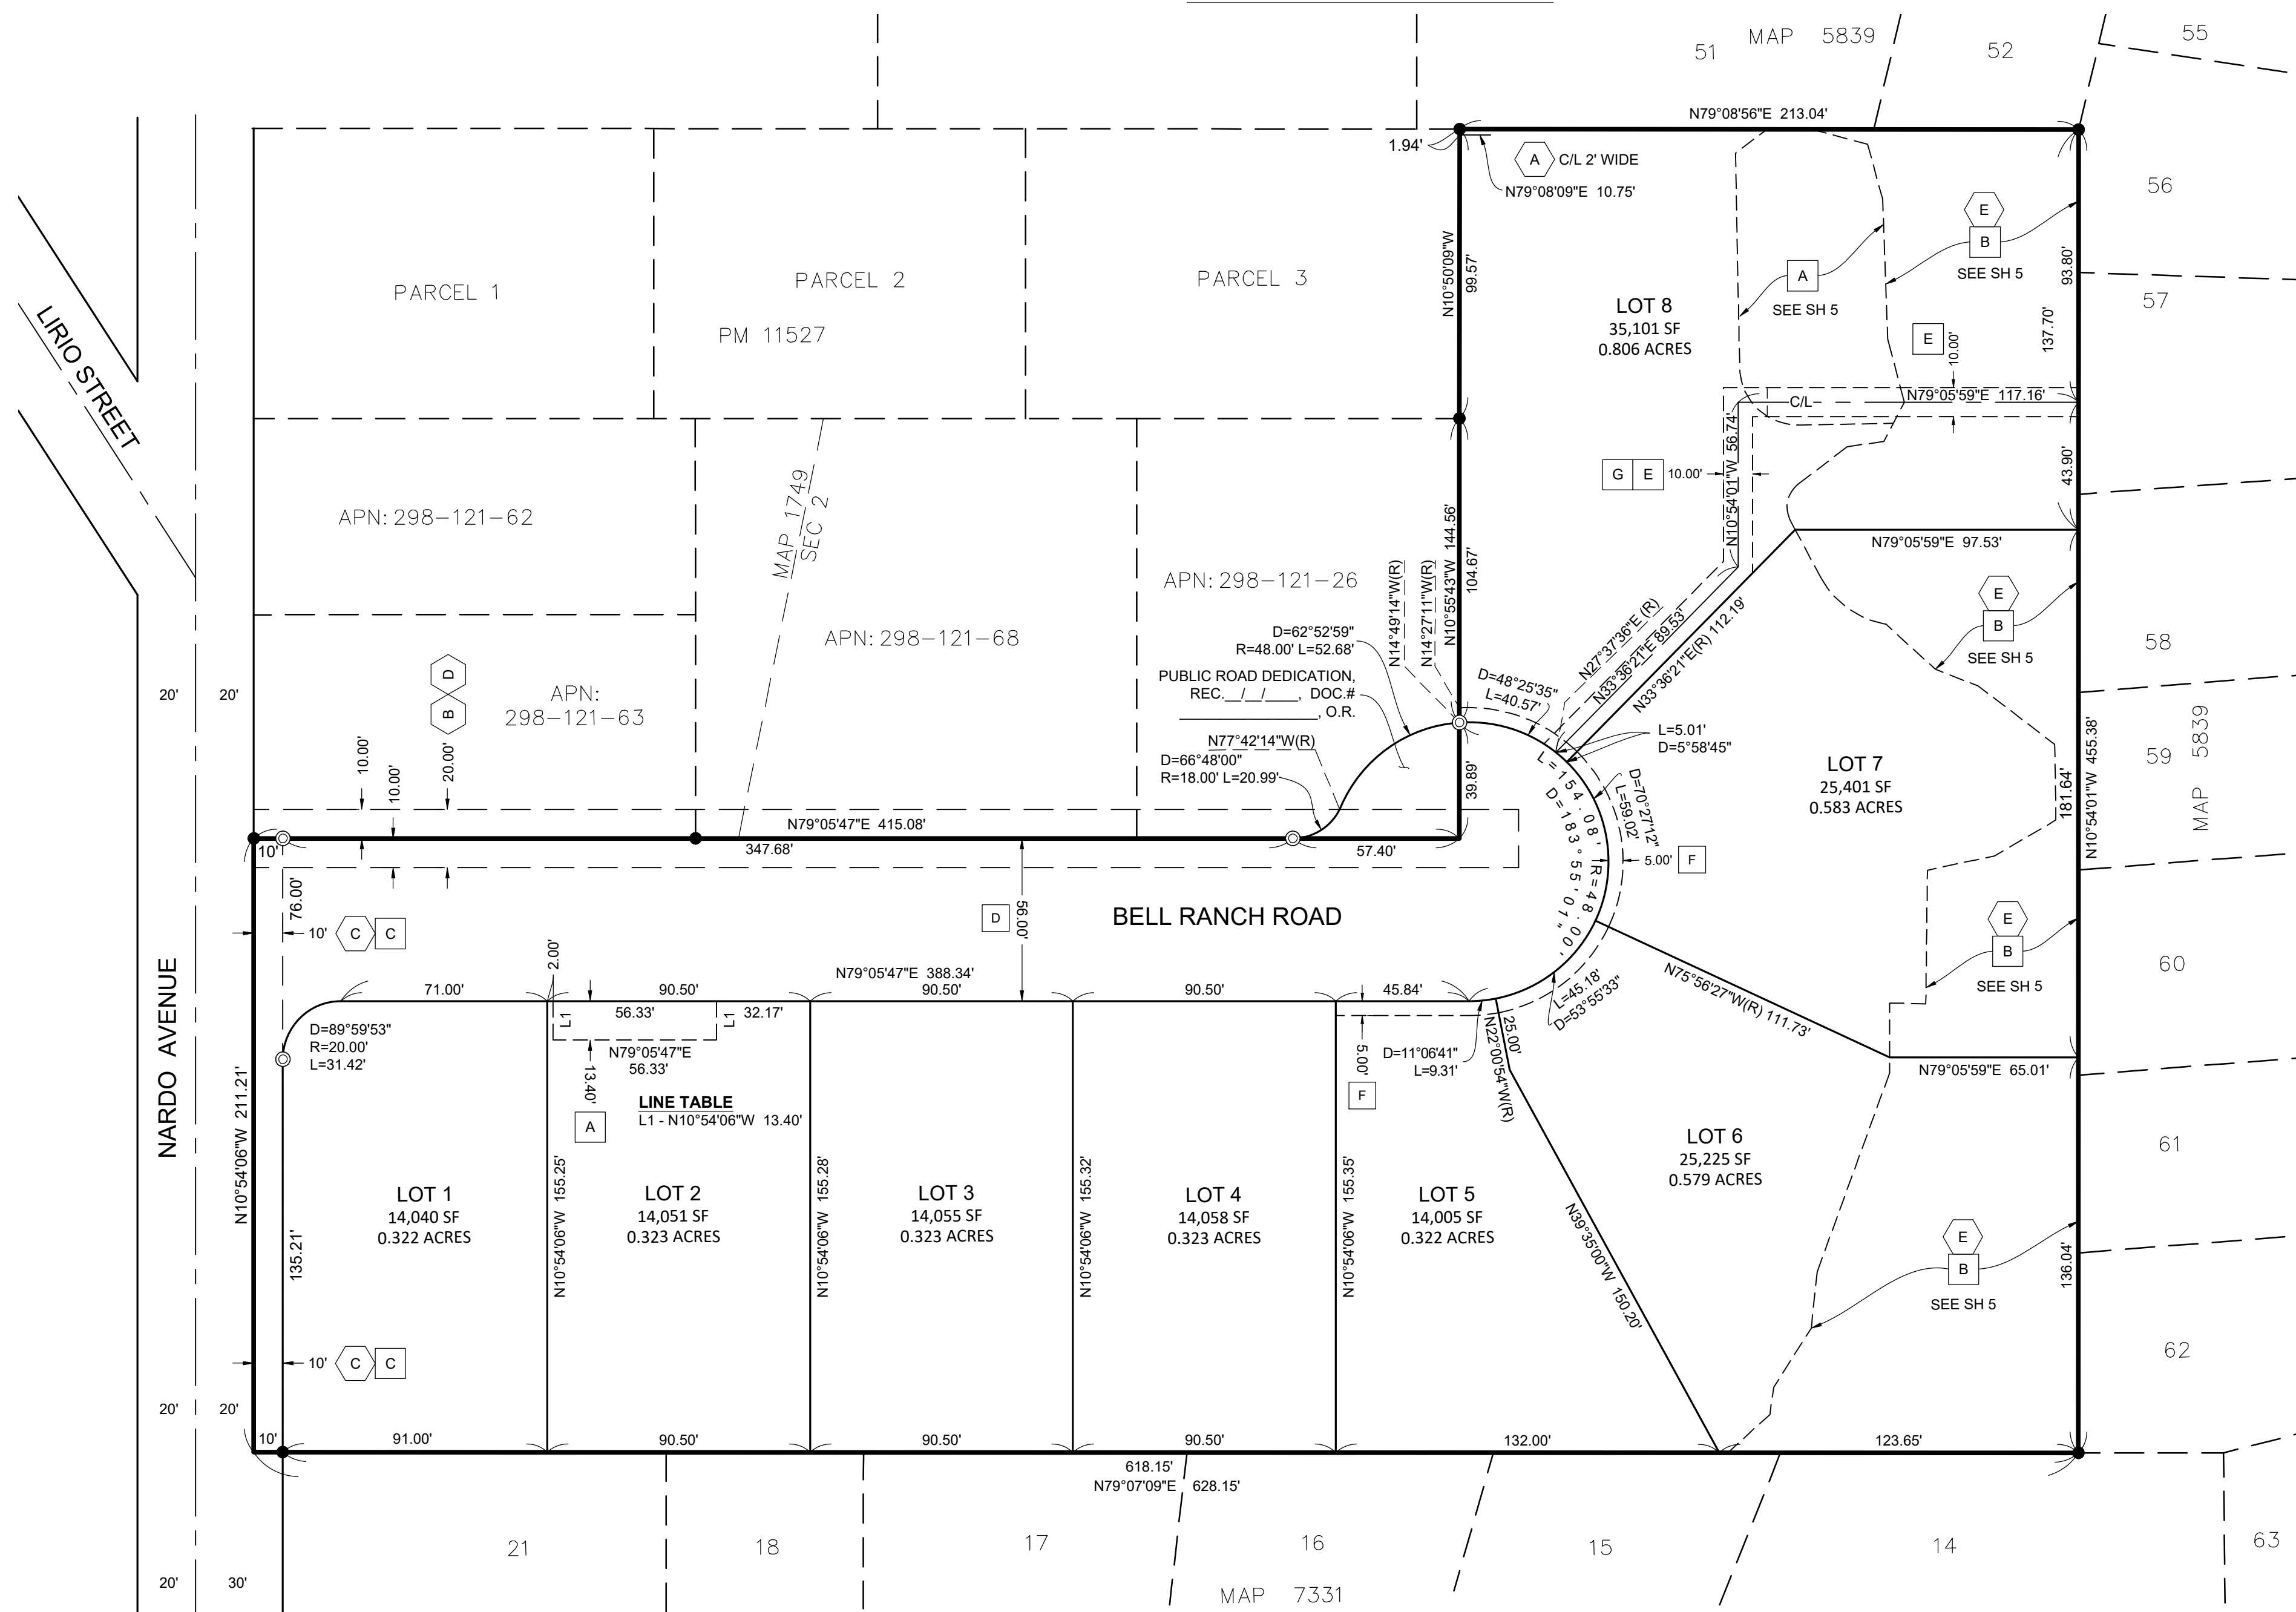 51 MAP 5839
52
55
N79°08'56"E 213.04'
1.94'
A C/L 2' WIDE
N79°08'09"E 10.75'
56
E
B
SEE SH 5
A
SEE SH 5
PARCEL 1
PARCEL 2
PARCEL 3
PM 11527
N10°50'09"W
99.57'
93.80'
57
LOT 8
35,101 SF
0.806 ACRES
137.70'
E
10.00'
LIRIO STREET
N79°05'59"E 117.16'
C/L
N10°54'01"W 56.74'
G E 10.00'
43.90'
APN: 298-121-62
MAP 1749
SEC 2
N79°05'59"E 97.53'
APN: 298-121-26
N14°49'14"W(R)
N14°27'11"W(R)
N10°55'43"W 144.56'
104.67'
N27°37'36"E (R)
N33°36'21"E 89.53'
N33°36'21"E(R) 112.19'
E
B
SEE SH 5
58
APN: 298-121-68
D=62°52'59"
R=48.00' L=52.68'
PUBLIC ROAD DEDICATION,
REC.__/__/____, DOC.#
_________________, O.R.
D=48°25'35"
L=40.57'
20' 20'
D
B
APN:
298-121-63
N77°42'14"W(R)
D=66°48'00"
R=18.00' L=20.99'
L=5.01'
D=5°58'45"
59
MAP 5839
10.00'
10.00'
20.00'
39.89'
L=154.08' R=48.00'
D=183°55'01"
D=70°27'12"
L=59.02'
LOT 7
25,401 SF
0.583 ACRES
181.64'
N10°54'01"W 455.38'
N79°05'47"E 415.08'
10'
347.68'
57.40'
5.00' F
76.00'
10' C C
D
56.00'
BELL RANCH ROAD
E
B
SEE SH 5
60
NARDO AVENUE
2.00'
N79°05'47"E 388.34'
71.00'
90.50'
90.50'
90.50'
45.84'
L=45.18'
D=53°55'33"
N75°56'27"W(R) 111.73'
D=89°59'53"
R=20.00'
L=31.42'
L1
56.33'
L1
32.17'
N79°05'47"E
56.33'
13.40'
A
LINE TABLE
L1 - N10°54'06"W 13.40'
5.00'
F
D=11°06'41"
L=9.31'
25.00'
N22°00'54"W(R)
N79°05'59"E 65.01'
N10°54'06"W 211.21'
135.21'
LOT 1
14,040 SF
0.322 ACRES
N10°54'06"W 155.25'
LOT 2
14,051 SF
0.323 ACRES
N10°54'06"W 155.28'
LOT 3
14,055 SF
0.323 ACRES
N10°54'06"W 155.32'
LOT 4
14,058 SF
0.323 ACRES
N10°54'06"W 155.35'
LOT 5
14,005 SF
0.322 ACRES
N39°35'00"W 150.20'
LOT 6
25,225 SF
0.579 ACRES
61
E
B
SEE SH 5
136.04'
10' C C
62
20' 20'
10'
91.00'
90.50'
90.50'
90.50'
132.00'
123.65'
618.15'
N79°07'09"E 628.15'
21
18
17
16
15
14
63
20' 30'
MAP 7331